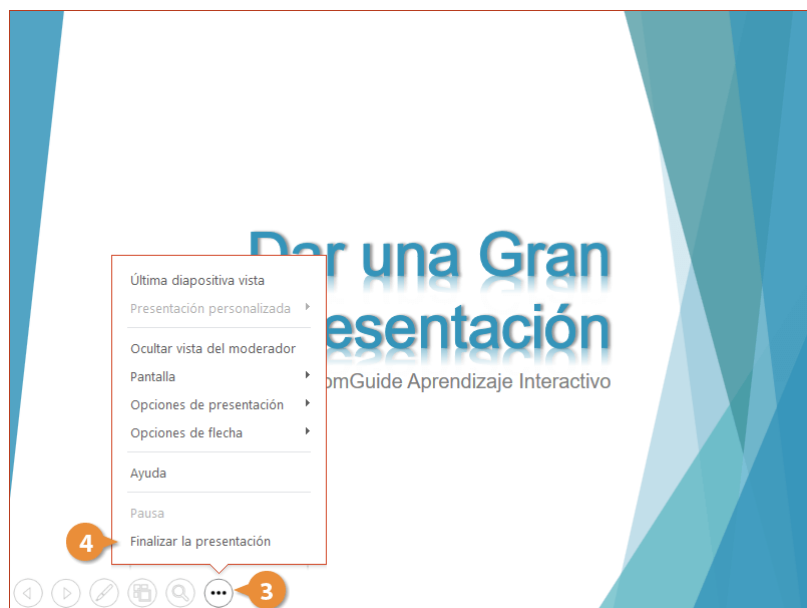 Dar una Gran
esentación
omGuide Aprendizaje Interactivo
Última diapositiva vista
Presentación personalizada
Ocultar vista del moderador
Pantalla
Opciones de presentación
Opciones de flecha
Ayuda
Pausa
Finalizar la presentación
4
3